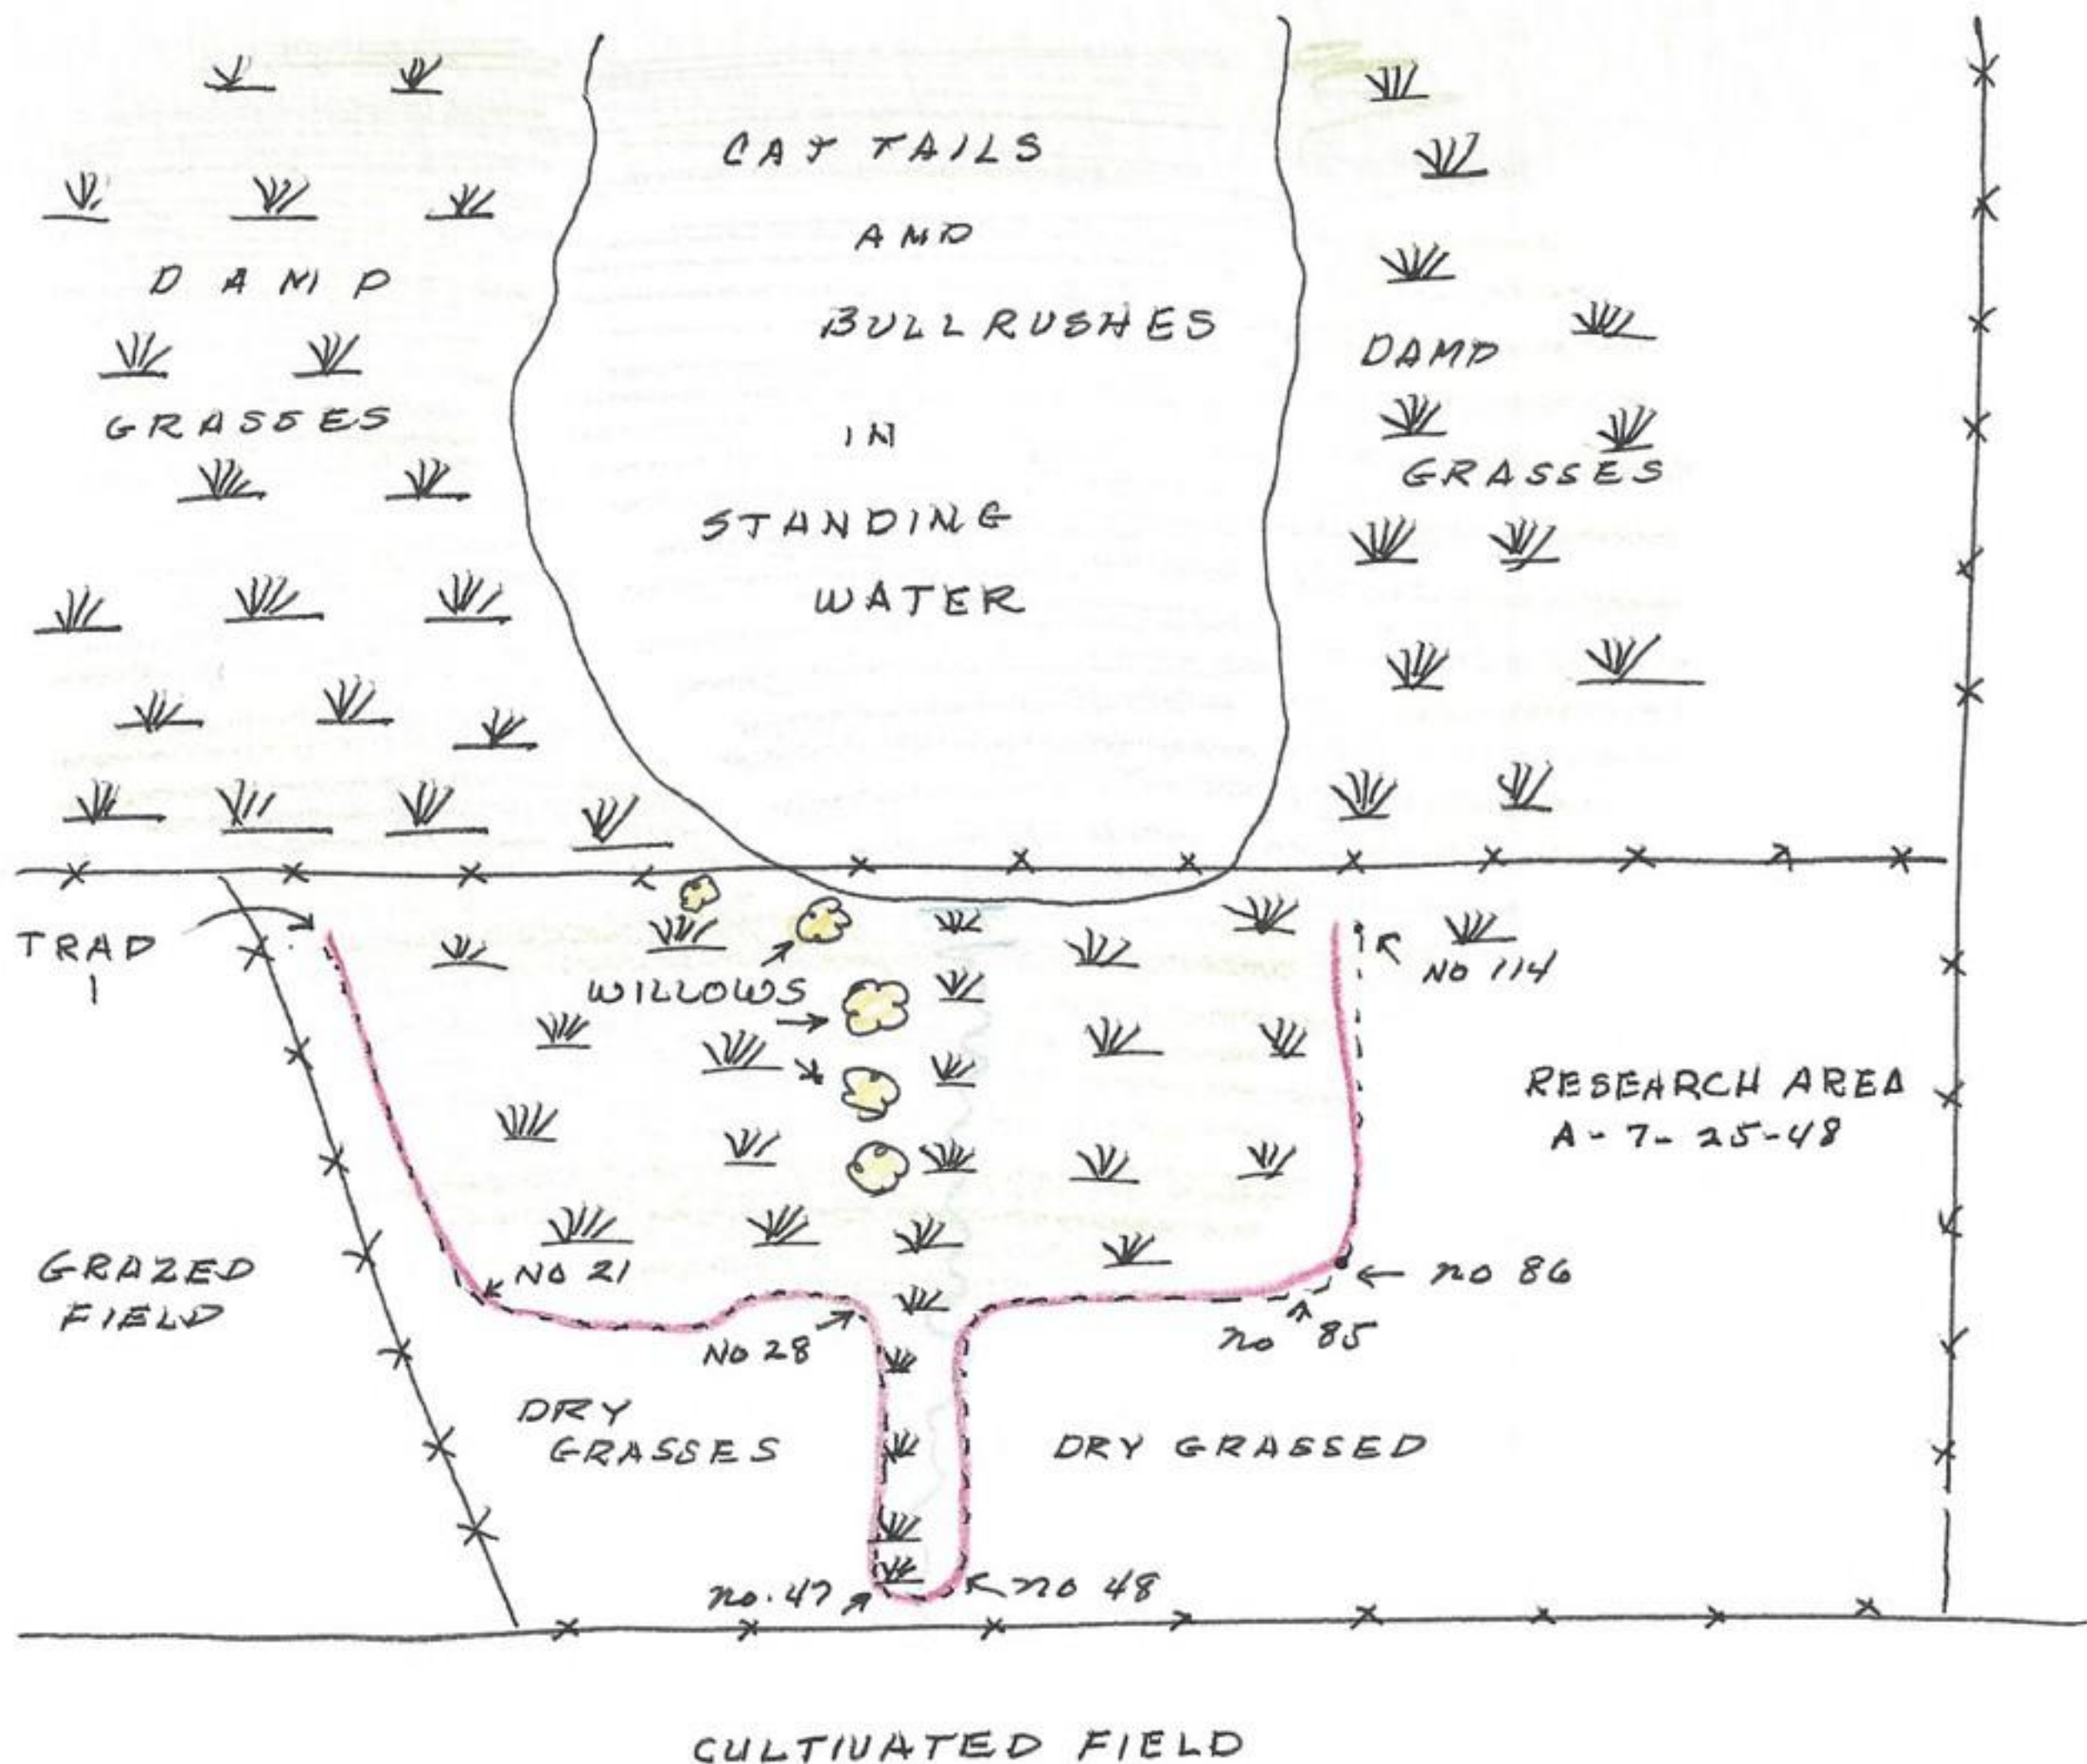 CAT TAILS
AND
BULLRUSHES
IN
STANDING
WATER
DAMP
GRASSES
DAMP
GRASSES
TRAP
1
WILLOWS
NO 114
RESEARCH AREA
A-7-25-48
GRAZED
FIELD
NO 21
NO 28
no 86
no 85
DRY
GRASSES
DRY GRASSED
no. 47
no 48
CULTIVATED FIELD